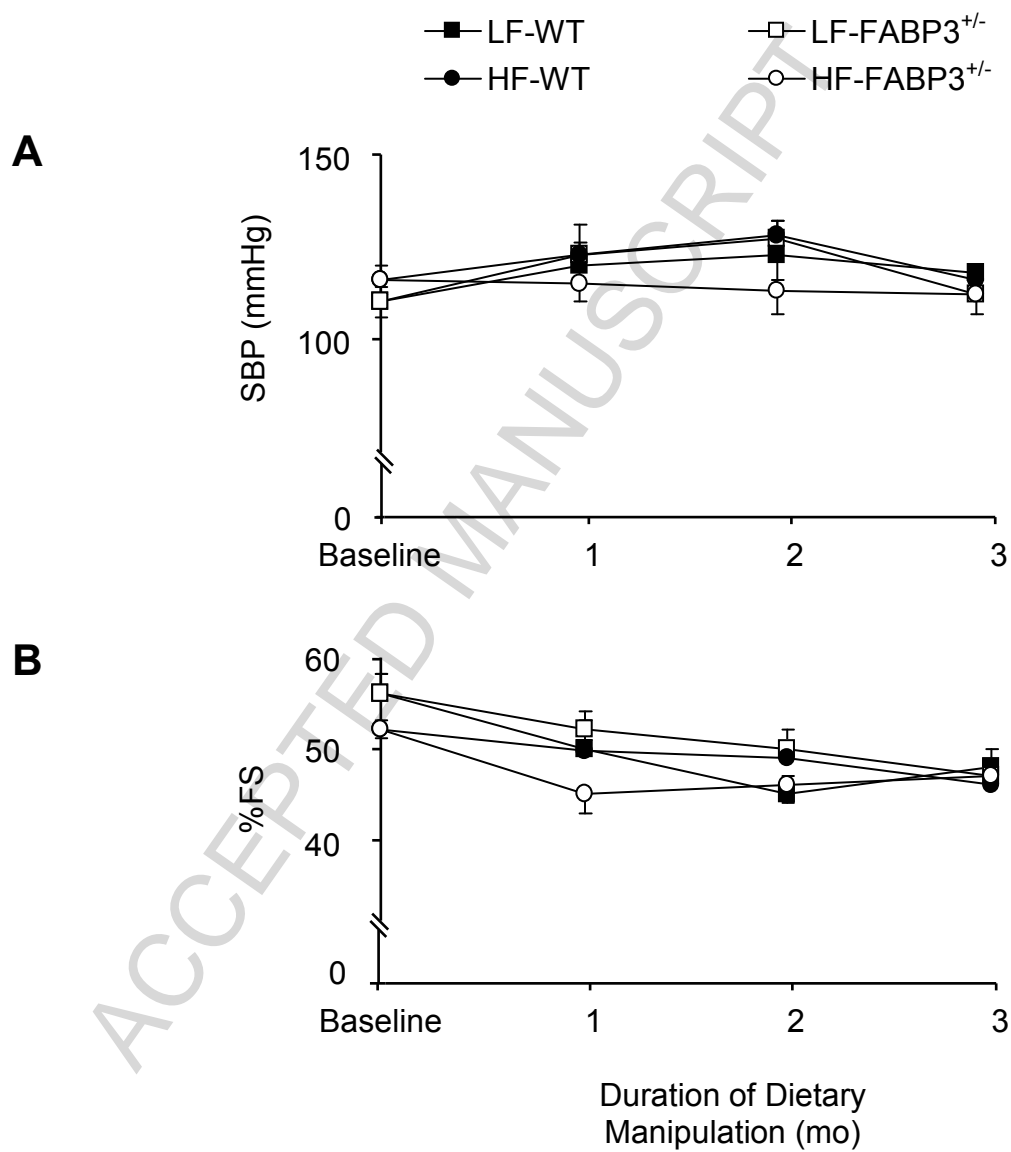 LF-WT LF-FABP3+/-
HF-WT HF-FABP3+/-
A
150
100
0
SBP (mmHg)
Baseline 1 2 3
B
60
50
40
0
%FS
Baseline 1 2 3
Duration of Dietary
Manipulation (mo)
ACCEPTED MANUSCRIPT